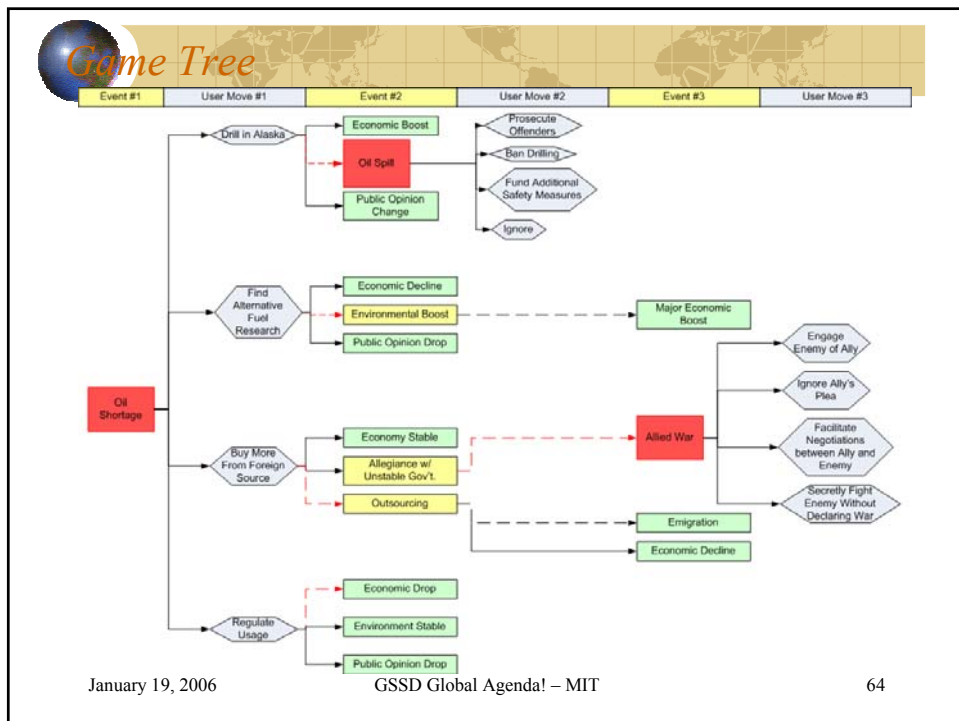 Game Tree
Event #1
User Move #1
Event #2
User Move #2
Event #3
User Move #3
Oil
Shortage
Drill in Alaska
Economic Boost
Oil Spill
Public Opinion
Change
Prosecute
Offenders
Ban Drilling
Fund Additional
Safety Measures
Ignore
Find
Alternative
Fuel
Research
Economic Decline
Environmental Boost
Public Opinion Drop
Major Economic
Boost
Buy More
From Foreign
Source
Economy Stable
Allegiance w/
Unstable Gov't.
Outsourcing
Allied War
Emigration
Economic Decline
Engage
Enemy of Ally
Ignore Ally's
Plea
Facilitate
Negotiations
between Ally and
Enemy
Secretly Fight
Enemy Without
Declaring War
Regulate
Usage
Economic Drop
Environment Stable
Public Opinion Drop
January 19, 2006
GSSD Global Agenda! – MIT
64